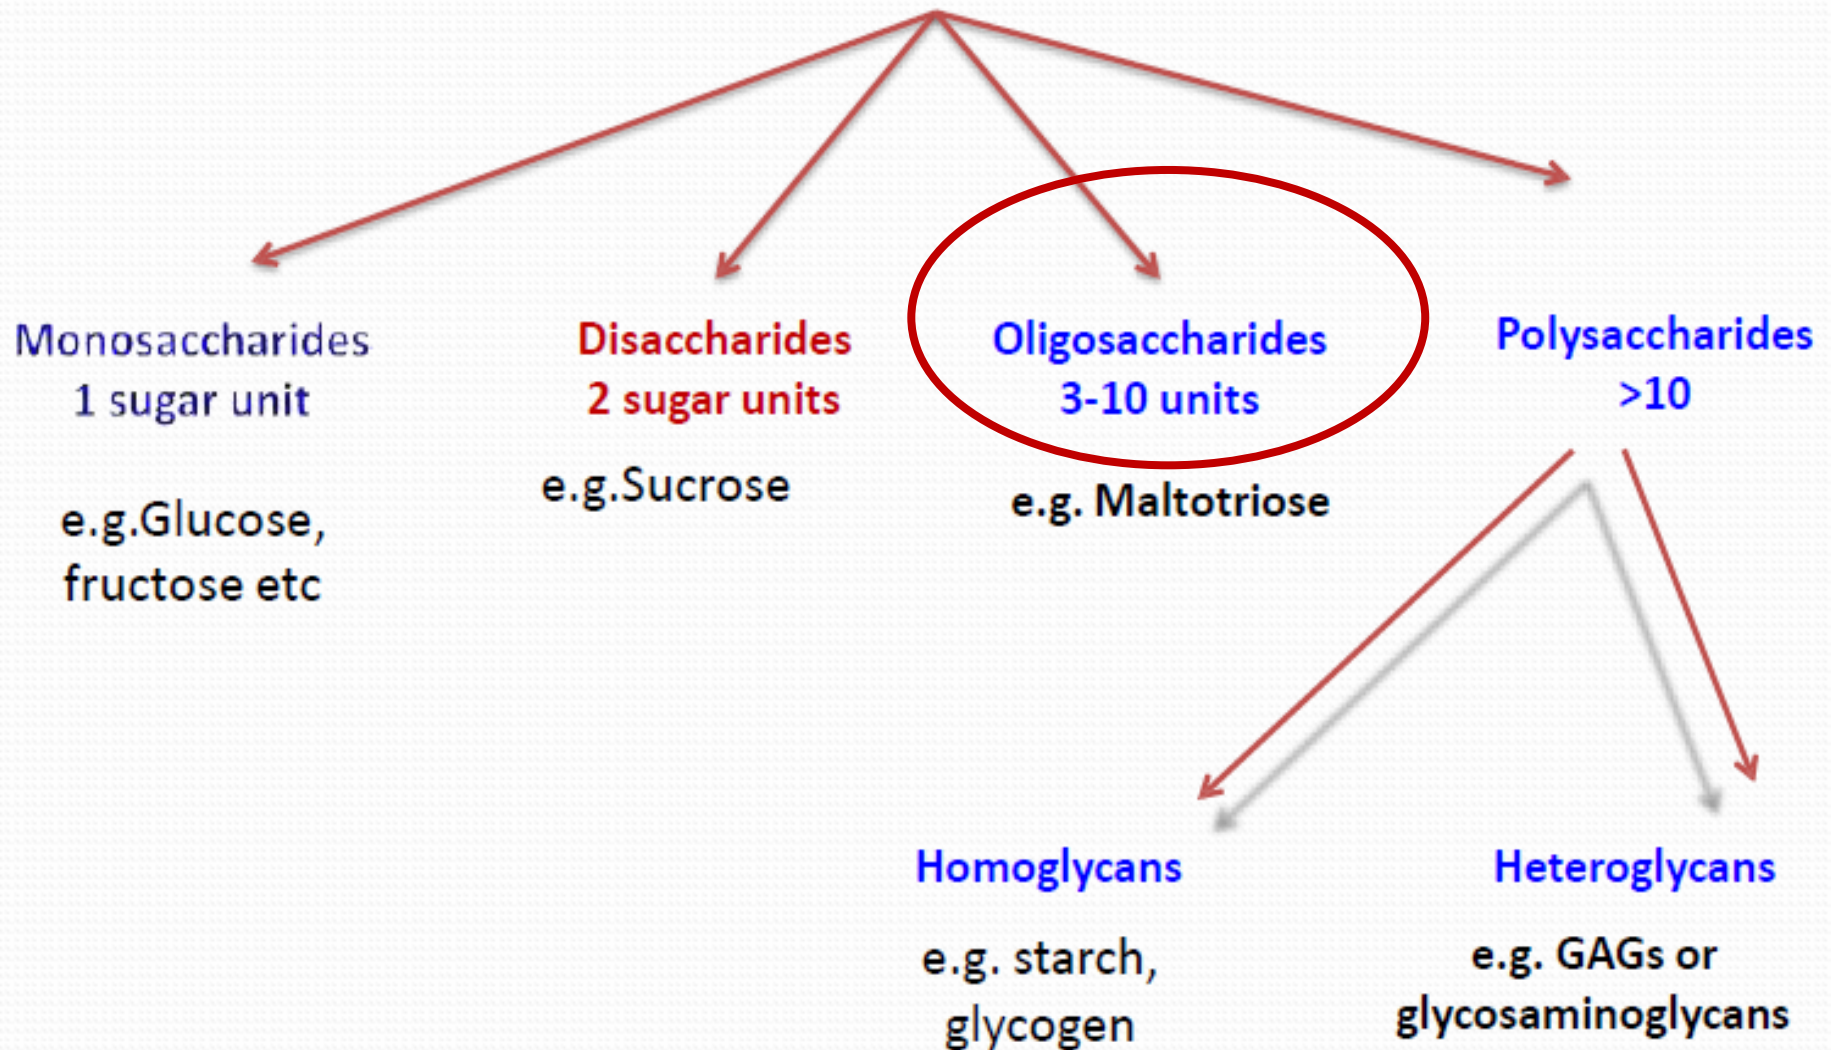 Monosaccharides
1 sugar unit
e.g.Glucose,
fructose etc
Disaccharides
2 sugar units
e.g.Sucrose
Oligosaccharides
3-10 units
e.g. Maltotriose
Polysaccharides
>10
Homoglycans
e.g. starch,
glycogen
Heteroglycans
e.g. GAGs or
glycosaminoglycans